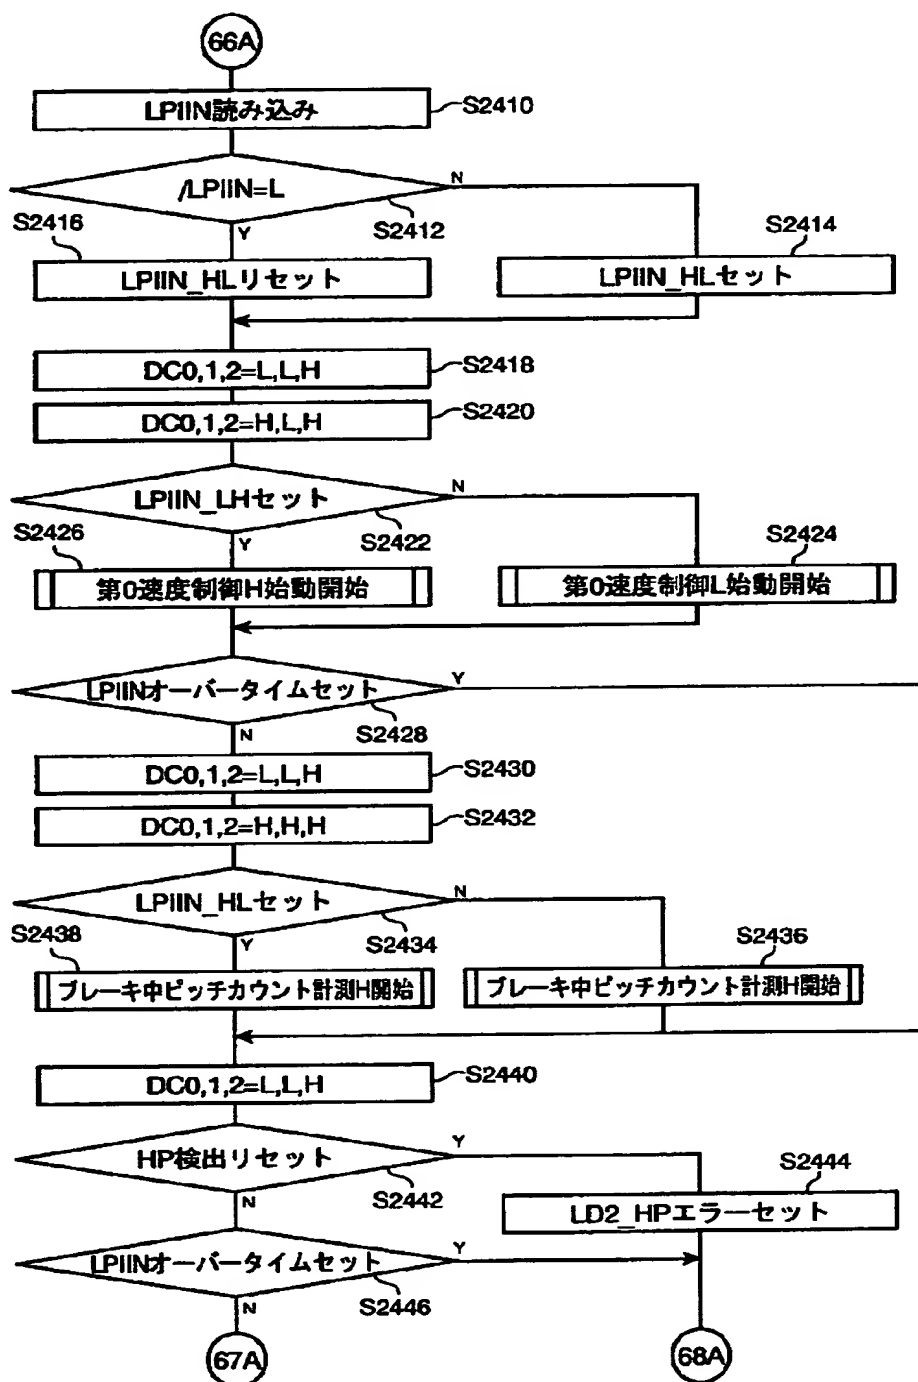 66A
LPIIN読み込み
S2410
/LPIIN=L
N
S2412
Y
S2416
LPIIN_HLリセット
S2414
LPIIN_HLセット
DC0,1,2=L,L,H
S2418
DC0,1,2=H,L,H
S2420
LPIIN_LHセット
N
S2422
Y
S2426
第0速度制御H始動開始
S2424
第0速度制御L始動開始
LPIINオーバータイムセット
Y
S2428
N
DC0,1,2=L,L,H
S2430
DC0,1,2=H,H,H
S2432
LPIIN_HLセット
N
S2434
Y
S2438
ブレーキ中ピッチカウント計測H開始
S2436
ブレーキ中ピッチカウント計測H開始
DC0,1,2=L,L,H
S2440
HP検出リセット
Y
S2442
N
S2444
LD2_HPエラーセット
LPIINオーバータイムセット
Y
S2446
N
67A
68A